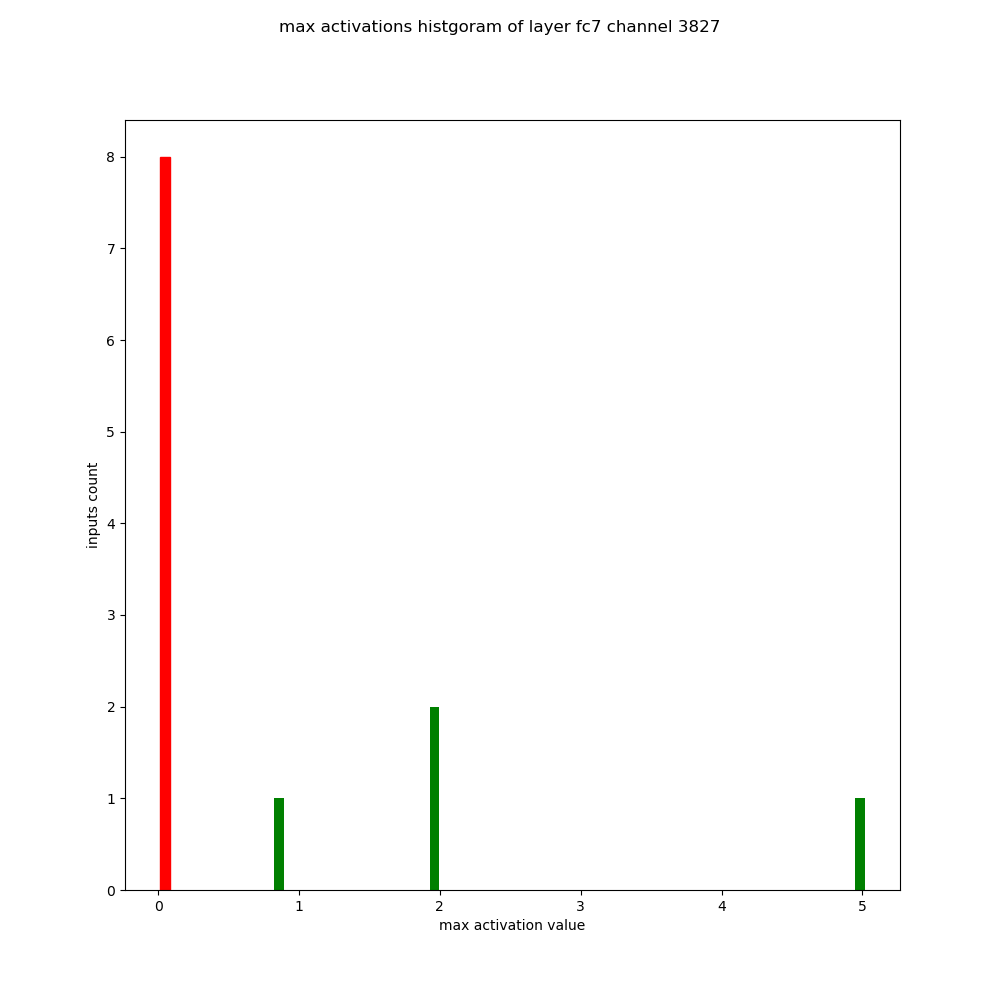 max activations histgoram of layer fc7 channel 3827
8
7
6
5
4
3
2
1
0
inputs count
0 1 2 3 4 5
max activation value